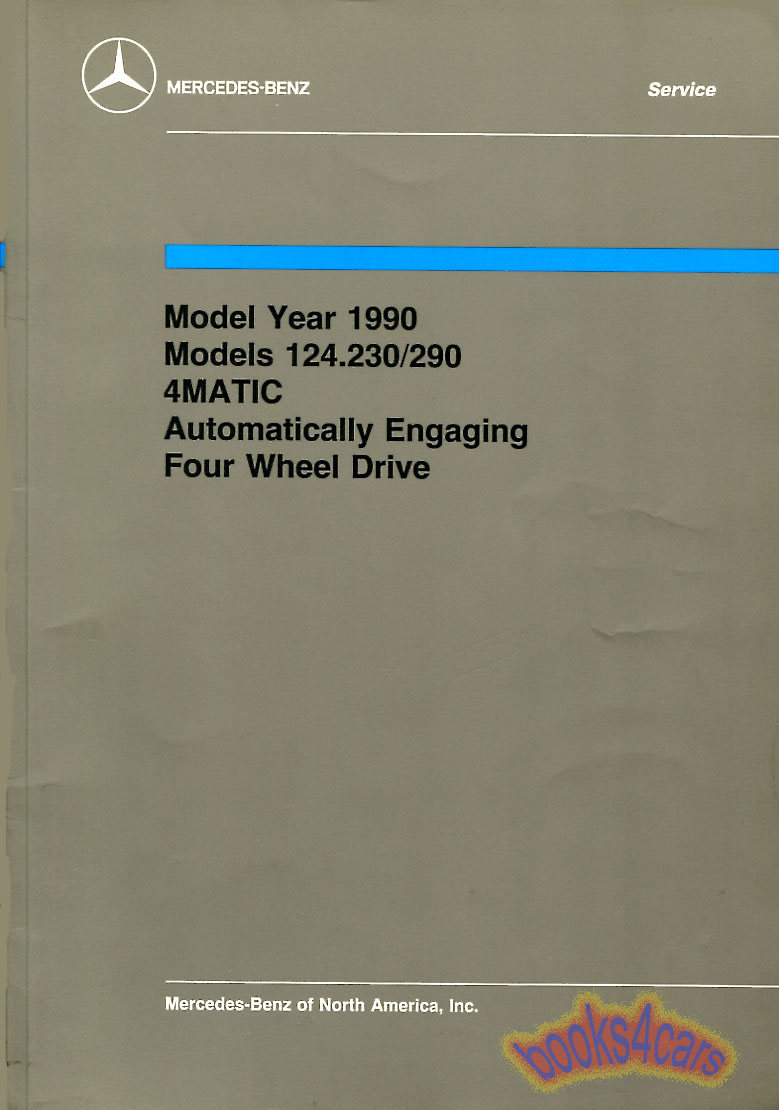 MERCEDES-BENZ
Service
Model Year 1990
Models 124.230/290
4MATIC
Automatically Engaging
Four Wheel Drive
Mercedes-Benz of North America, Inc.
books4cars